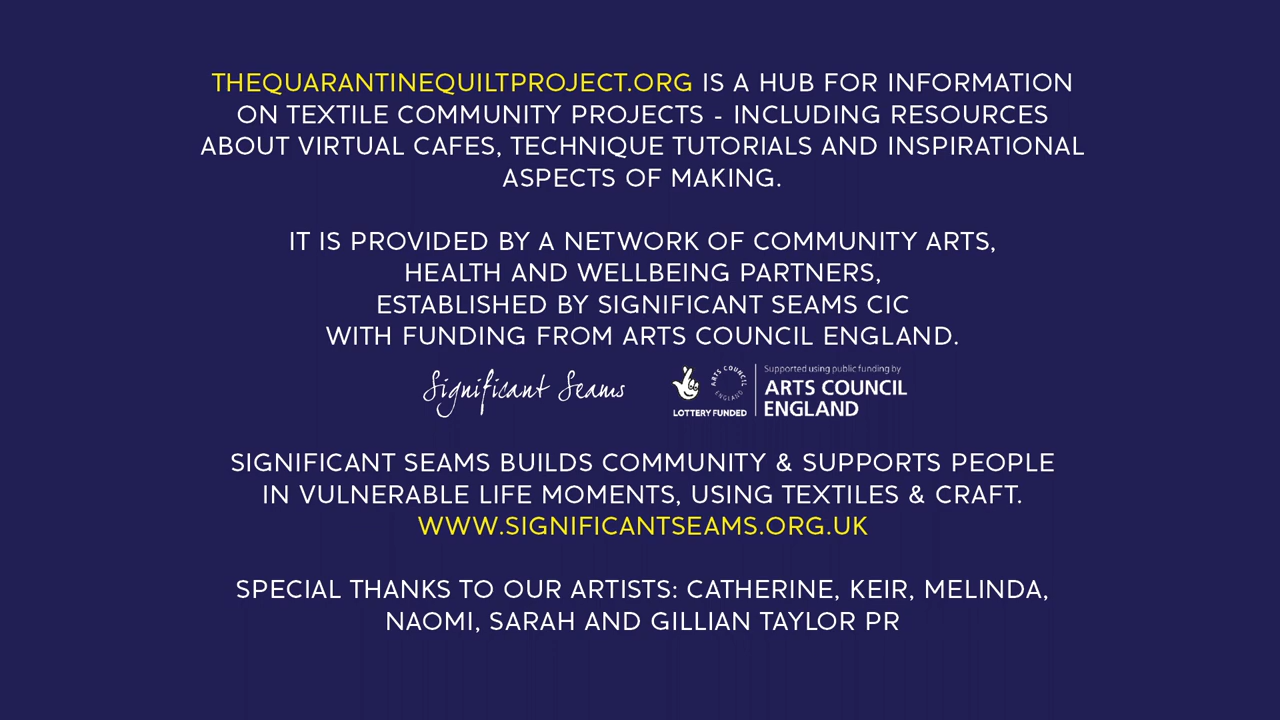 THEQUARANTINEQUILTPROJECT.ORG IS A HUB FOR INFORMATION
ON TEXTILE COMMUNITY PROJECTS - INCLUDING RESOURCES
ABOUT VIRTUAL CAFES, TECHNIQUE TUTORIALS AND INSPIRATIONAL
ASPECTS OF MAKING.
IT IS PROVIDED BY A NETWORK OF COMMUNITY ARTS,
HEALTH AND WELLBEING PARTNERS,
ESTABLISHED BY SIGNIFICANT SEAMS CIC
WITH FUNDING FROM ARTS COUNCIL ENGLAND.
Significant Seams
ARTS COUNCIL ENGLAND
LOTTERY FUNDED
Supported using public funding by
ARTS COUNCIL
ENGLAND
SIGNIFICANT SEAMS BUILDS COMMUNITY & SUPPORTS PEOPLE
IN VULNERABLE LIFE MOMENTS, USING TEXTILES & CRAFT.
WWW.SIGNIFICANTSEAMS.ORG.UK
SPECIAL THANKS TO OUR ARTISTS: CATHERINE, KEIR, MELINDA,
NAOMI, SARAH AND GILLIAN TAYLOR PR